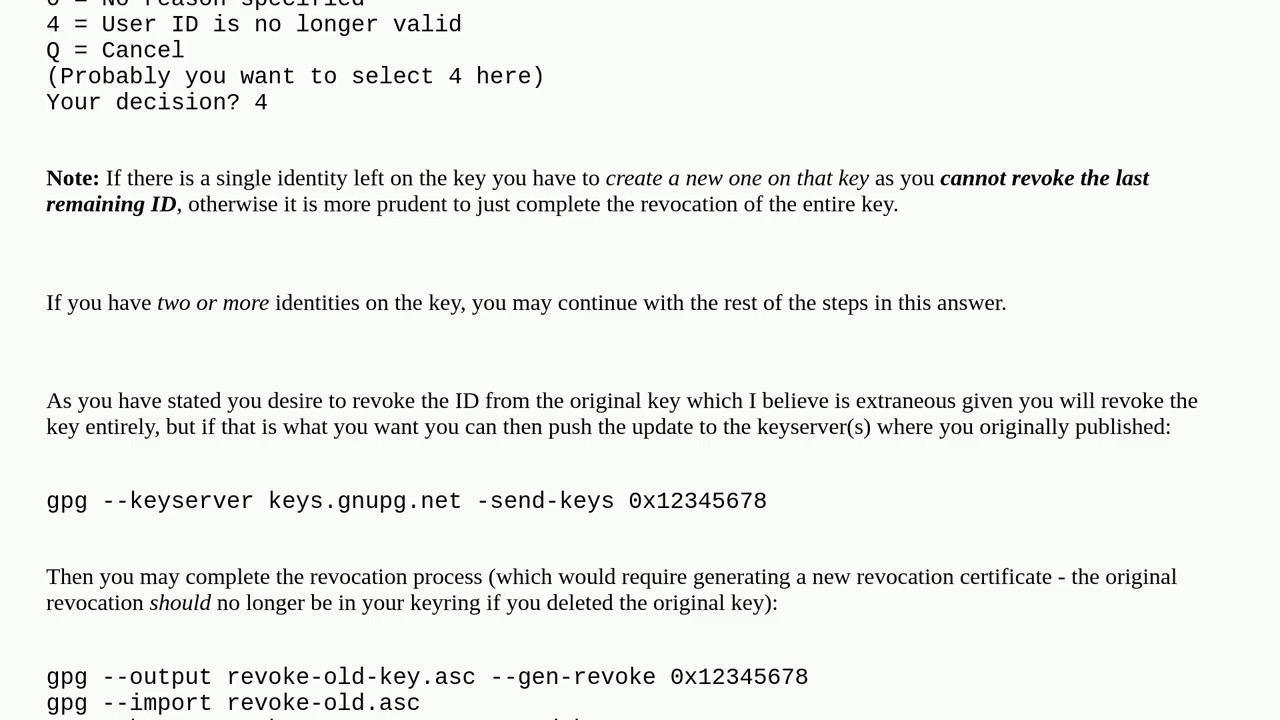 0 = No reason specified
4 = User ID is no longer valid
Q = Cancel
(Probably you want to select 4 here)
Your decision? 4
Note: If there is a single identity left on the key you have to create a new one on that key as you cannot revoke the last
remaining ID, otherwise it is more prudent to just complete the revocation of the entire key.
If you have two or more identities on the key, you may continue with the rest of the steps in this answer.
As you have stated you desire to revoke the ID from the original key which I believe is extraneous given you will revoke the
key entirely, but if that is what you want you can then push the update to the keyserver(s) where you originally published:
gpg --keyserver keys.gnupg.net -send-keys 0x12345678
Then you may complete the revocation process (which would require generating a new revocation certificate - the original
revocation should no longer be in your keyring if you deleted the original key):
gpg --output revoke-old-key.asc --gen-revoke 0x12345678
gpg --import revoke-old.asc